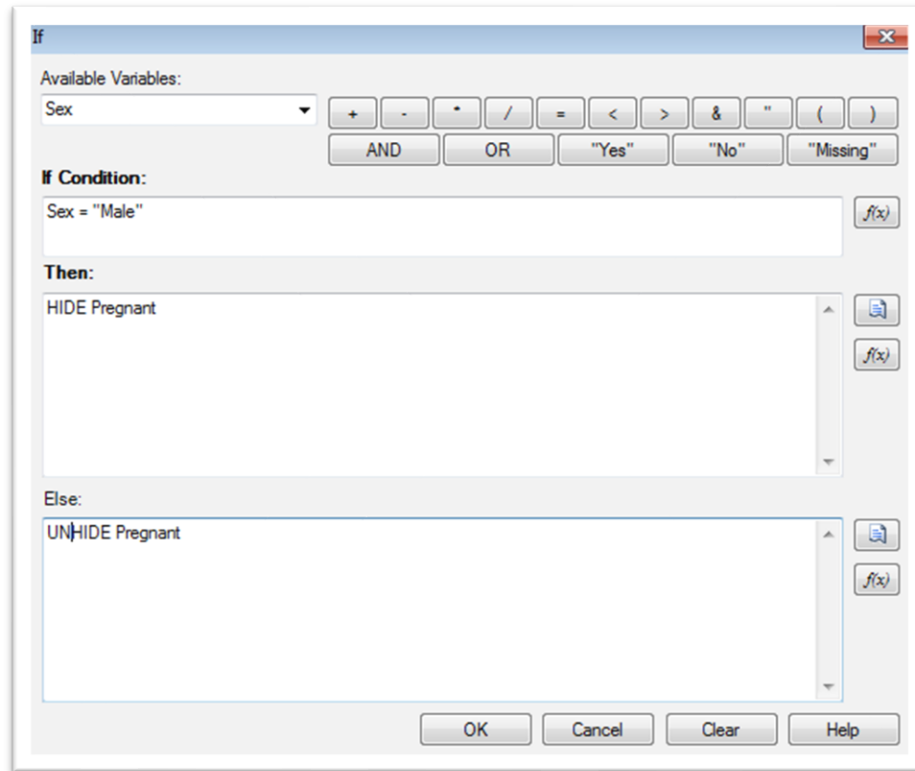 If
Available Variables:
Sex
+ - * / = < > & " ( )
AND OR "Yes" "No" "Missing"
If Condition:
Sex = "Male"
f(x)
Then:
HIDE Pregnant
f(x)
Else:
UNHIDE Pregnant
f(x)
OK Cancel Clear Help